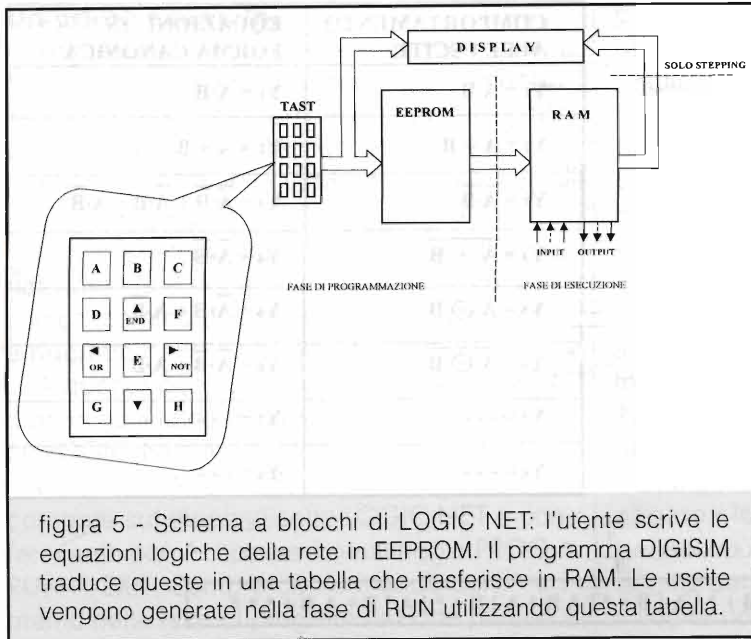 DISPLAY
SOLO STEPPING
TAST
EEPROM
RAM
INPUT OUTPUT
FASE DI PROGRAMMAZIONE
FASE DI ESECUZIONE
A B C
D ▲ END F
◄ OR E ► NOT
G ▼ H
figura 5 - Schema a blocchi di LOGIC NET: l'utente scrive le
equazioni logiche della rete in EEPROM. Il programma DIGISIM
traduce queste in una tabella che trasferisce in RAM. Le uscite
vengono generate nella fase di RUN utilizzando questa tabella.